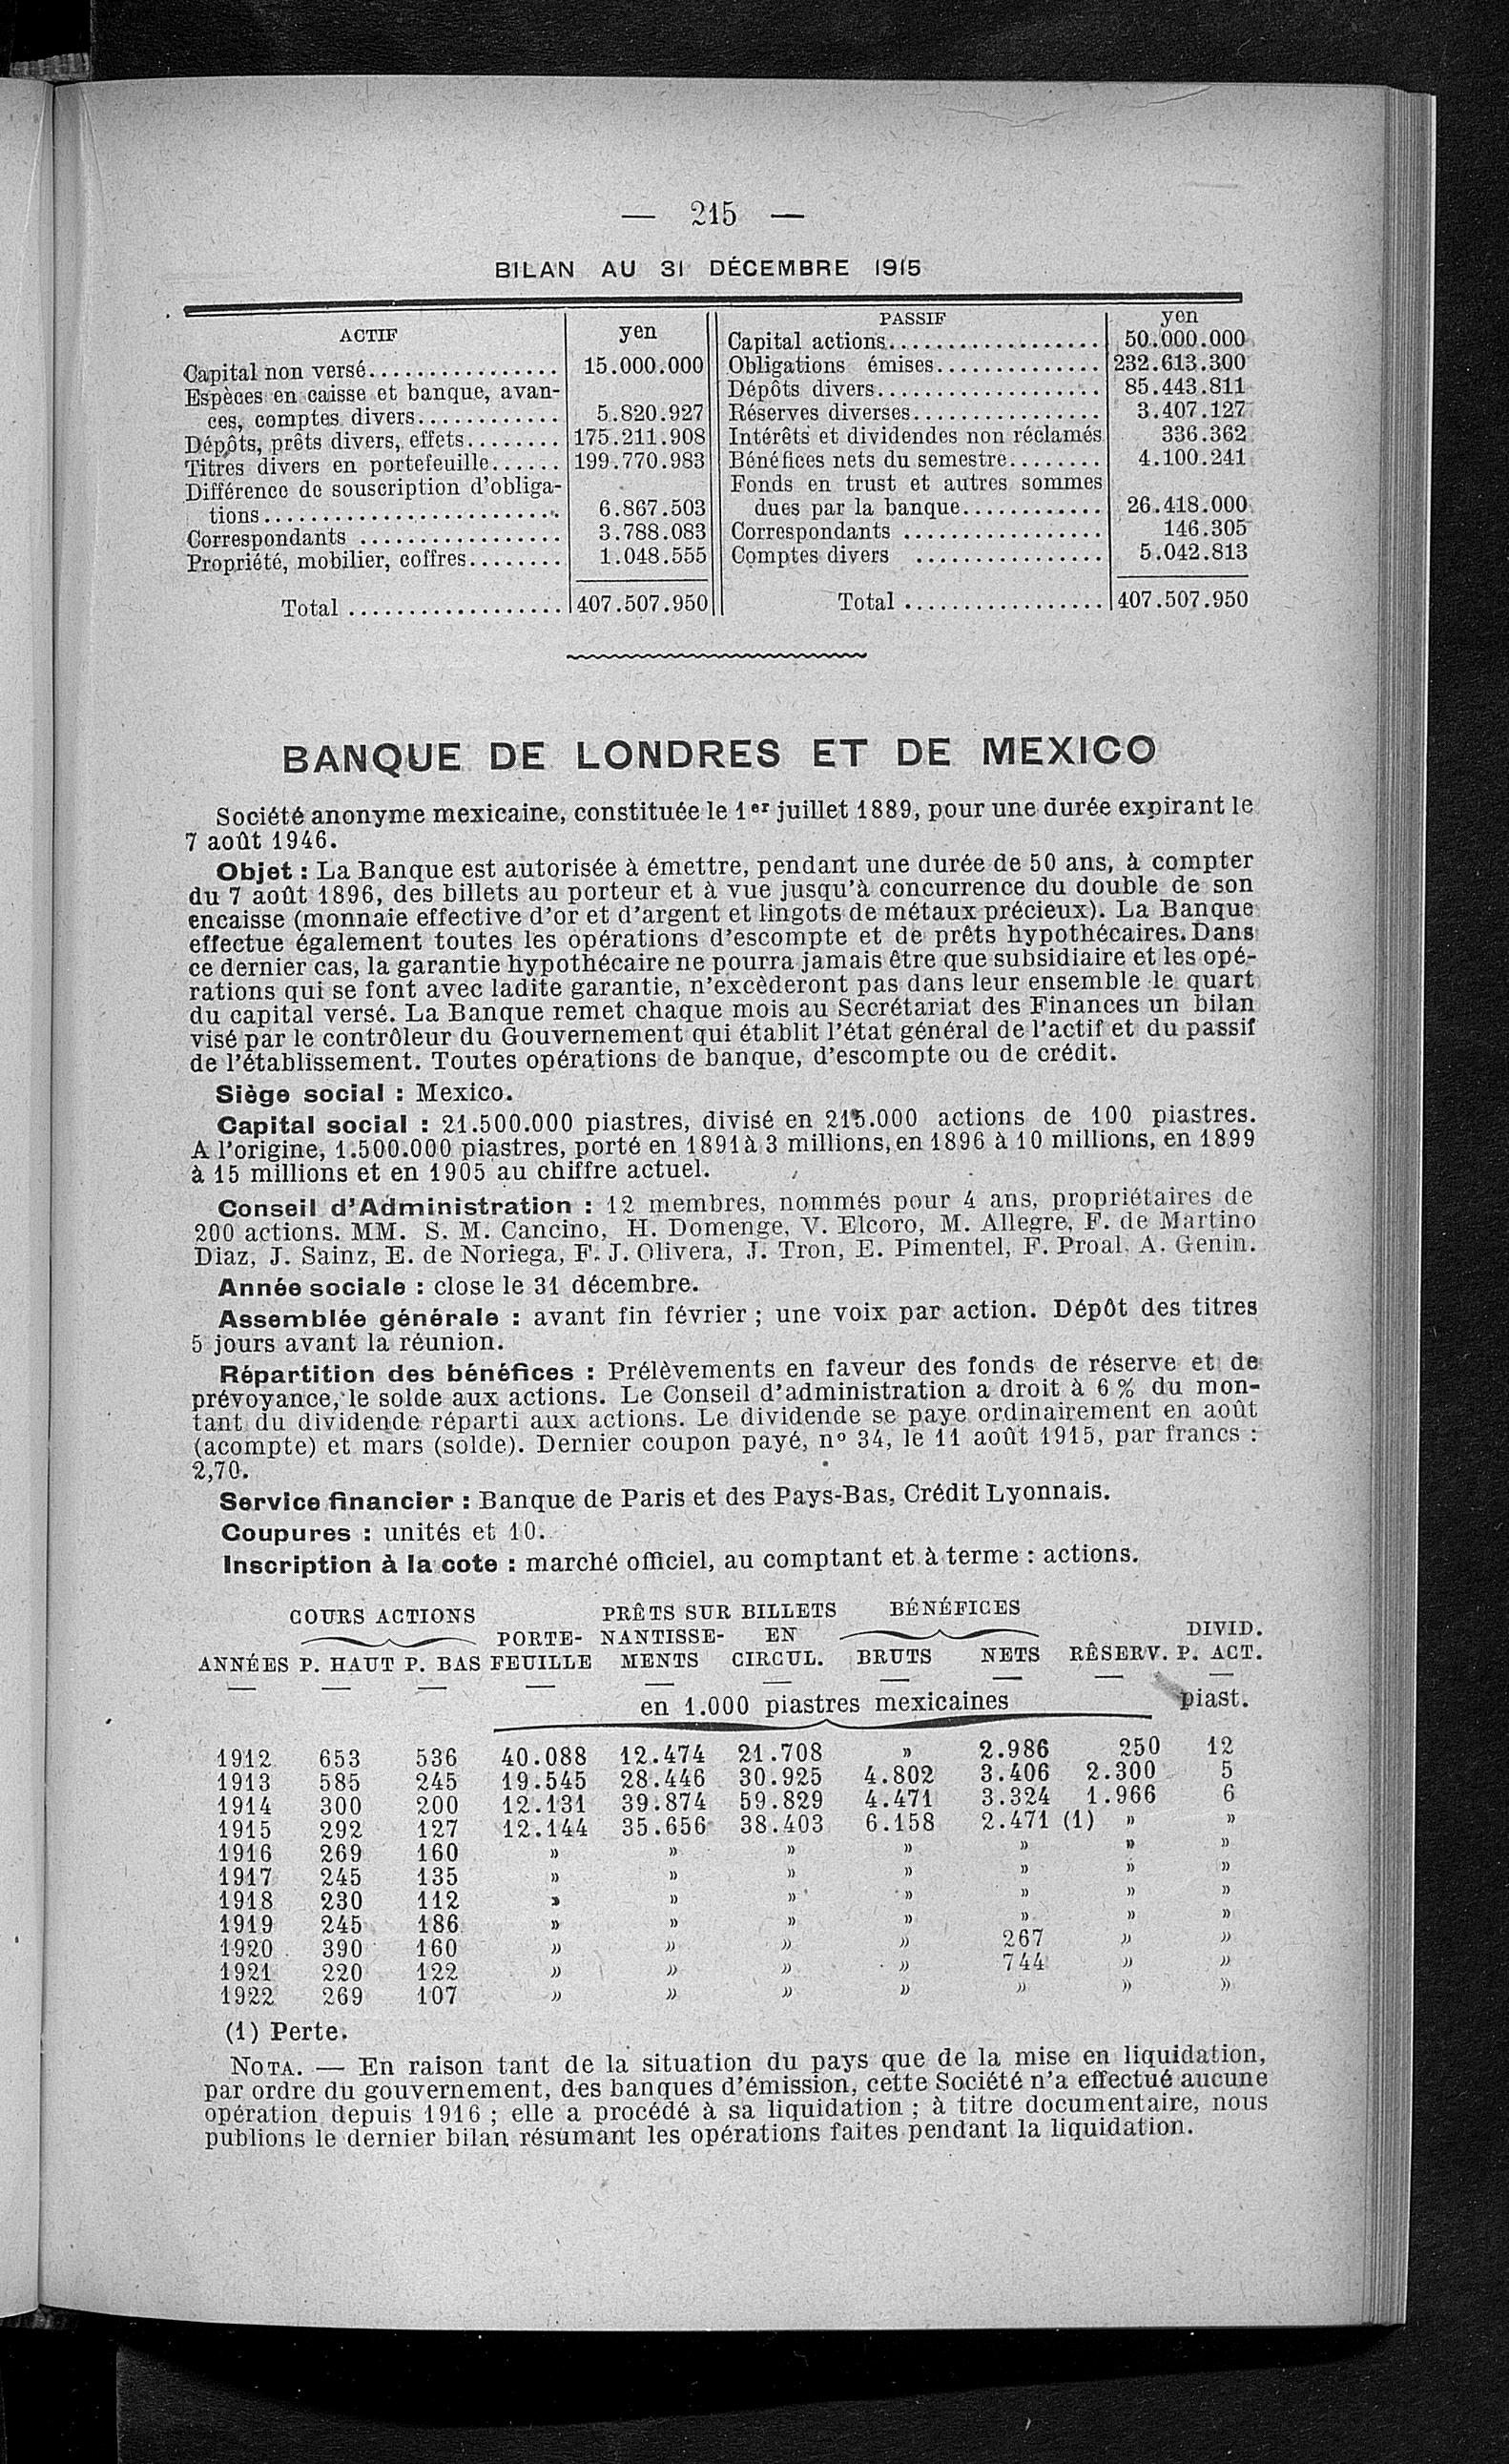 — 215 —
BILAN AU 31 DÉCEMBRE 1915
ACTIF yen
Capital non versé................ 15.000.000
Espèces en caisse et banque, avan-
ces, comptes divers............ 5.820.927
Dépôts, prêts divers, effets........ 175.211.908
Titres divers en portefeuille...... 199.770.983
Différence de souscription d'obliga-
tions.......................... 6.867.503
Correspondants ................. 3.788.083
Propriété, mobilier, coffres........ 1.048.555
Total .................. 407.507.950
PASSIF yen
Capital actions.................. 50.000.000
Obligations émises.............. 232.613.300
Dépôts divers................... 85.443.811
Réserves diverses................ 3.407.127
Intérêts et dividendes non réclamés 336.362
Bénéfices nets du semestre........ 4.100.241
Fonds en trust et autres sommes
dues par la banque............ 26.418.000
Correspondants ................. 146.305
Comptes divers ................ 5.042.813
Total ................. 407.507.950
BANQUE DE LONDRES ET DE MEXICO
Société anonyme mexicaine, constituée le 1er juillet 1889, pour une durée expirant le
7 août 1946.
Objet : La Banque est autorisée à émettre, pendant une durée de 50 ans, à compter
du 7 août 1896, des billets au porteur et à vue jusqu'à concurrence du double de son
encaisse (monnaie effective d'or et d'argent et lingots de métaux précieux). La Banque
effectue également toutes les opérations d'escompte et de prêts hypothécaires. Dans
ce dernier cas, la garantie hypothécaire ne pourra jamais être que subsidiaire et les opé-
rations qui se font avec ladite garantie, n'excèderont pas dans leur ensemble le quart
du capital versé. La Banque remet chaque mois au Secrétariat des Finances un bilan
visé par le contrôleur du Gouvernement qui établit l'état général de l'actif et du passif
de l'établissement. Toutes opérations de banque, d'escompte ou de crédit.
Siège social : Mexico.
Capital social : 21.500.000 piastres, divisé en 215.000 actions de 100 piastres.
A l'origine, 1.500.000 piastres, porté en 1891 à 3 millions, en 1896 à 10 millions, en 1899
à 15 millions et en 1905 au chiffre actuel.
Conseil d'Administration : 12 membres, nommés pour 4 ans, propriétaires de
200 actions. MM. S. M. Cancino, H. Domenge, V. Elcoro, M. Allegre, F. de Martino
Diaz, J. Sainz, E. de Noriega, F. J. Olivera, J. Tron, E. Pimentel, F. Proal, A. Genin.
Année sociale : close le 31 décembre.
Assemblée générale : avant fin février ; une voix par action. Dépôt des titres
5 jours avant la réunion.
Répartition des bénéfices : Prélèvements en faveur des fonds de réserve et de
prévoyance, le solde aux actions. Le Conseil d'administration a droit à 6 % du mon-
tant du dividende réparti aux actions. Le dividende se paye ordinairement en août
(acompte) et mars (solde). Dernier coupon payé, nº 34, le 11 août 1915, par francs :
2,70.
Service financier : Banque de Paris et des Pays-Bas, Crédit Lyonnais.
Coupures : unités et 10.
Inscription à la cote : marché officiel, au comptant et à terme : actions.
COURS ACTIONS PRÊTS SUR BILLETS BÉNÉFICES
PORTE- NANTISSE- EN DIVID.
ANNÉES P. HAUT P. BAS FEUILLE MENTS CIRCUL. BRUTS NETS RÊSERV. P. ACT.
en 1.000 piastres mexicaines piast.
1912 653 536 40.088 12.474 21.708 » 2.986 250 12
1913 585 245 19.545 28.446 30.925 4.802 3.406 2.300 5
1914 300 200 12.131 39.874 59.829 4.471 3.324 1.966 6
1915 292 127 12.144 35.656 38.403 6.158 2.471 (1) » »
1916 269 160 » » » » » » »
1917 245 135 » » » » » » »
1918 230 112 » » » » » » »
1919 245 186 » » » » » » »
1920 390 160 » » » » 267 » »
1921 220 122 » » » » 744 » »
1922 269 107 » » » » » » »
(1) Perte.
NOTA. — En raison tant de la situation du pays que de la mise en liquidation,
par ordre du gouvernement, des banques d'émission, cette Société n'a effectué aucune
opération depuis 1916 ; elle a procédé à sa liquidation ; à titre documentaire, nous
publions le dernier bilan résumant les opérations faites pendant la liquidation.